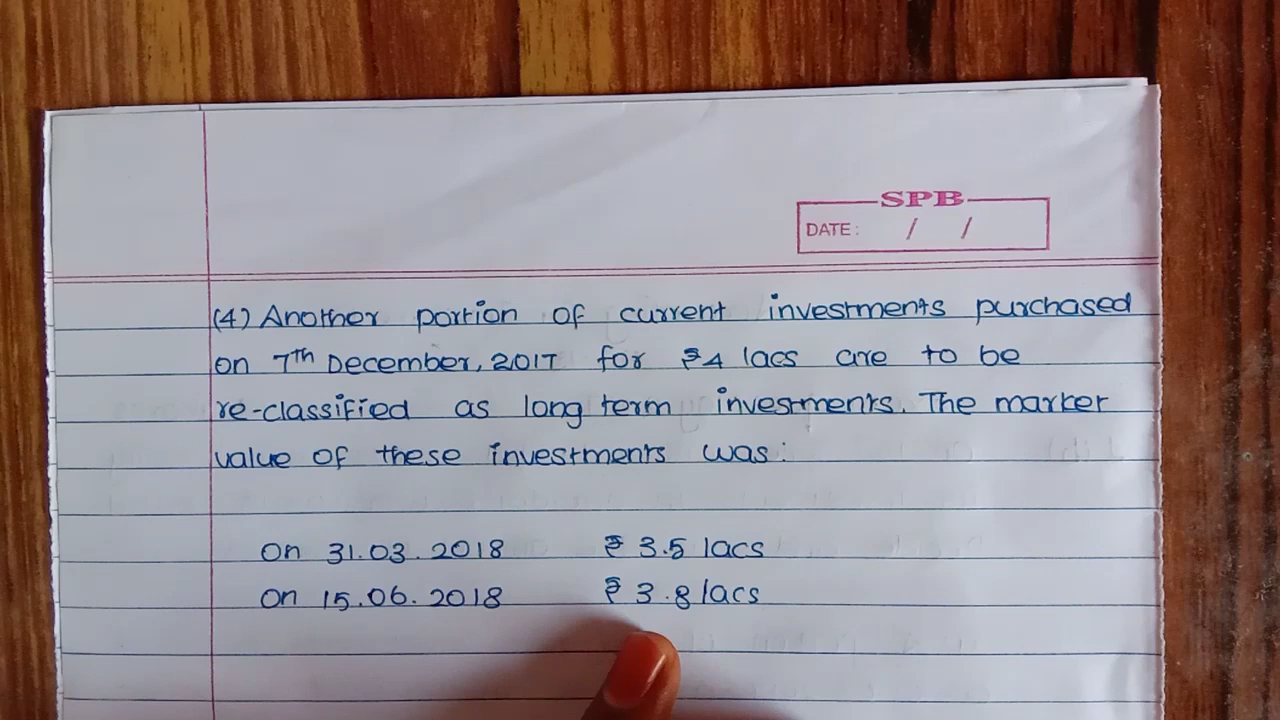 SPB
DATE: / /
(4) Another portion of current investments purchased
on 7th December, 2017 for ₹4 lacs are to be
re-classified as long term investments. The market
value of these investments was:
On 31.03.2018 ₹ 3.5 lacs
On 15.06.2018 ₹ 3.8 lacs